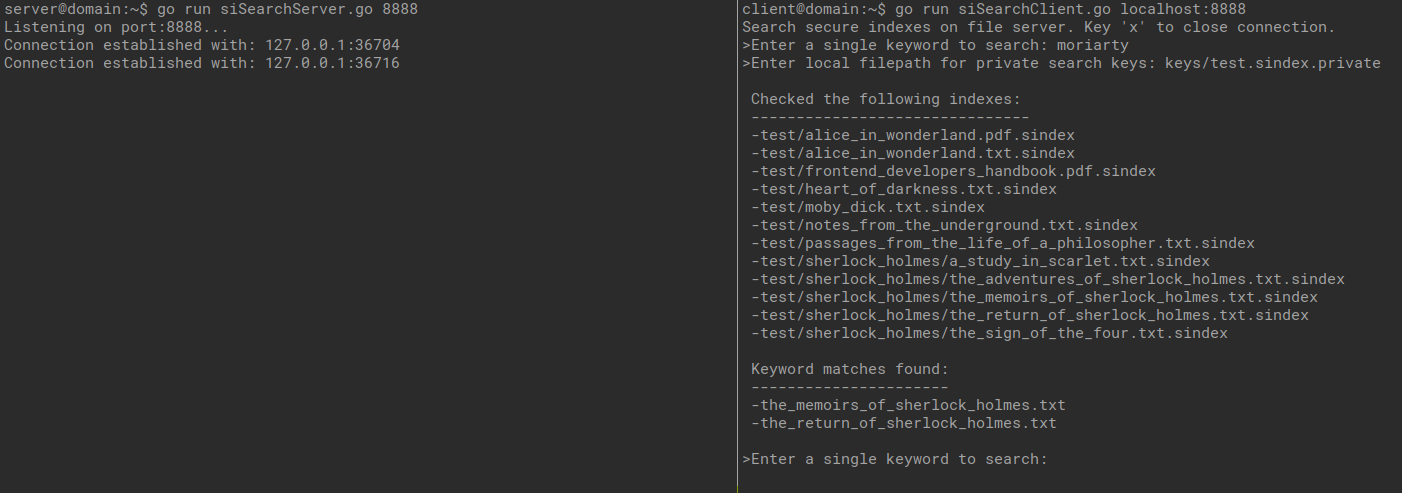 server@domain:~$ go run siSearchServer.go 8888
Listening on port:8888...
Connection established with: 127.0.0.1:36704
Connection established with: 127.0.0.1:36716
client@domain:~$ go run siSearchClient.go localhost:8888
Search secure indexes on file server. Key 'x' to close connection.
>Enter a single keyword to search: moriarty
>Enter local filepath for private search keys: keys/test.sindex.private
Checked the following indexes:
-------------------------------
-test/alice_in_wonderland.pdf.sindex
-test/alice_in_wonderland.txt.sindex
-test/frontend_developers_handbook.pdf.sindex
-test/heart_of_darkness.txt.sindex
-test/moby_dick.txt.sindex
-test/notes_from_the_underground.txt.sindex
-test/passages_from_the_life_of_a_philosopher.txt.sindex
-test/sherlock_holmes/a_study_in_scarlet.txt.sindex
-test/sherlock_holmes/the_adventures_of_sherlock_holmes.txt.sindex
-test/sherlock_holmes/the_memoirs_of_sherlock_holmes.txt.sindex
-test/sherlock_holmes/the_return_of_sherlock_holmes.txt.sindex
-test/sherlock_holmes/the_sign_of_the_four.txt.sindex
Keyword matches found:
----------------------
-the_memoirs_of_sherlock_holmes.txt
-the_return_of_sherlock_holmes.txt
>Enter a single keyword to search: